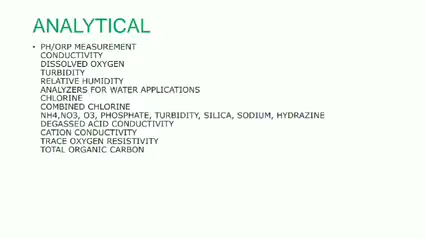 ANALYTICAL
• PH/ORP MEASUREMENT
CONDUCTIVITY
DISSOLVED OXYGEN
TURBIDITY
RELATIVE HUMIDITY
ANALYZERS FOR WATER APPLICATIONS
CHLORINE
COMBINED CHLORINE
NH4,NO3, O3, PHOSPHATE, TURBIDITY, SILICA, SODIUM, HYDRAZINE
DEGASSED ACID CONDUCTIVITY
CATION CONDUCTIVITY
TRACE OXYGEN RESISTIVITY
TOTAL ORGANIC CARBON